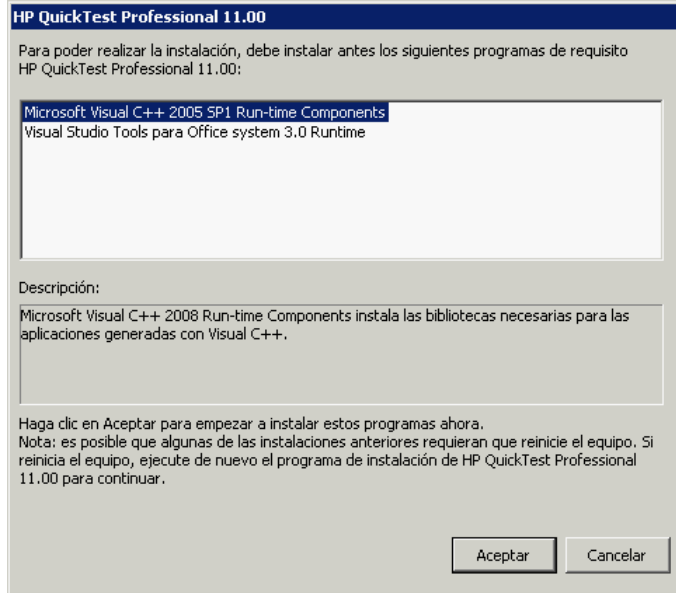 HP QuickTest Professional 11.00
Para poder realizar la instalación, debe instalar antes los siguientes programas de requisito
HP QuickTest Professional 11.00:
Microsoft Visual C++ 2005 SP1 Run-time Components
Visual Studio Tools para Office system 3.0 Runtime
Descripción:
Microsoft Visual C++ 2008 Run-time Components instala las bibliotecas necesarias para las
aplicaciones generadas con Visual C++.
Haga clic en Aceptar para empezar a instalar estos programas ahora.
Nota: es posible que algunas de las instalaciones anteriores requieran que reinicie el equipo. Si
reinicia el equipo, ejecute de nuevo el programa de instalación de HP QuickTest Professional
11.00 para continuar.
Aceptar
Cancelar